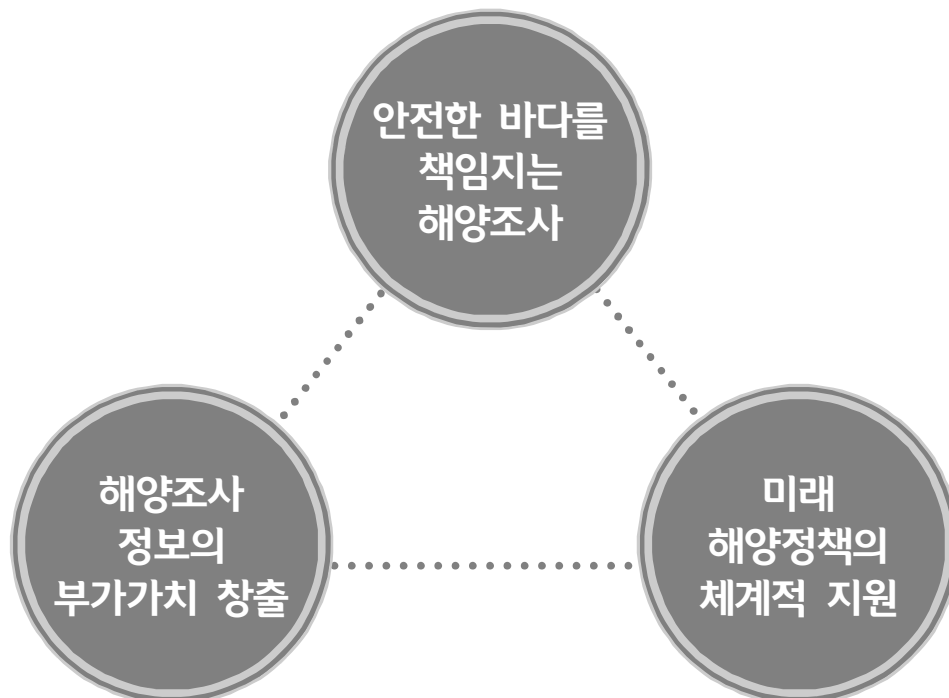 안전한 바다를
책임지는
해양조사
해양조사
정보의
부가가치 창출
미래
해양정책의
체계적 지원